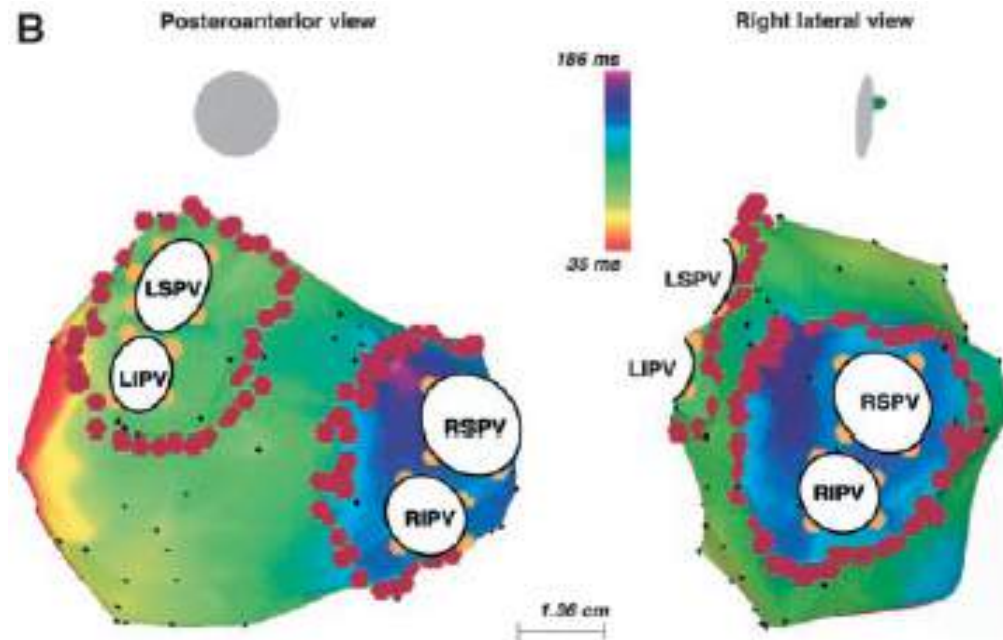 B
Posteroanterior view
Right lateral view
186 ms
35 ms
LSPV
LIPV
RSPV
RIPV
LSPV
LIPV
RSPV
RIPV
1.36 cm